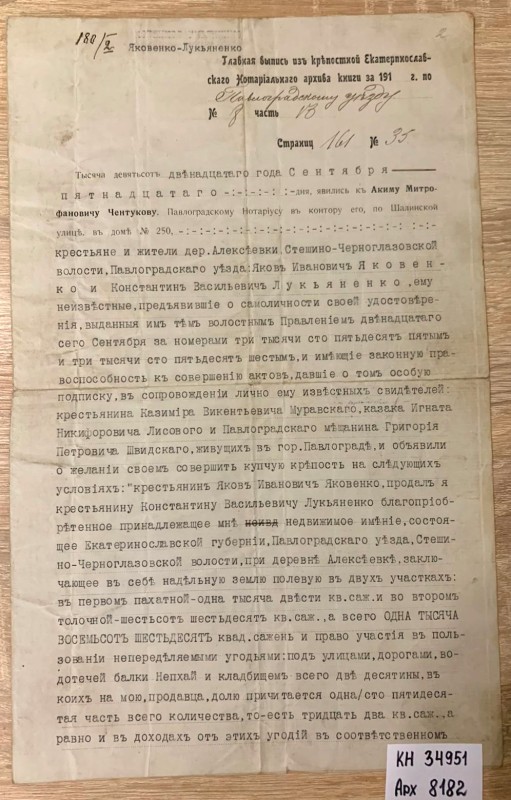 180/2
2
Яковенко-Лукьяненко
Главная выпись изъ крѣпостной Екатеринослав-
скаго Нотаріальнаго архива книги за 191 г. по
Павлоградскому уѣзду
№ 8 часть 13
Страниц 161 № 35
Тысяча девятьсот двѣнадцатаго года Сентября
пятнадцатаго -:-:-:-: :-дня, явились къ Акиму Митро-
фановичу Чентукову, Павлоградскому Нотаріусу въ контору его, по Шалинской
улицѣ, въ домѣ № 250,
крестьяне и жители дер.Алексѣевки,Стешино-Черноглазовской
волости,Павлоградскаго уѣзда:Яковъ Ивановичъ Яковен-
ко и Константинъ Васильевичъ Лукьяненко,ему
неизвѣстные,предъявившіе о самоличности своей удостовѣре-
нія,выданныя имъ тѣмъ волостнымъ Правленіемъ двѣнадцатаго
сего Сентября за номерами три тысячи сто пятьдесят пятымъ
и три тысячи сто пятьдесят шестымъ,и имѣющіе законную пра-
воспособность къ совершенію актовъ,давшіе о томъ особую
подписку,въ сопровожденіи лично ему извѣстныхъ свидѣтелей:
крестьянина Казиміра Викентьевича Муравскаго,казака Игната
Никифоровича Лисового и Павлоградскаго мѣщанина Григорія
Петровича Швидскаго,живущихъ въ гор.Павлоградѣ,и объявили
о желаніи своемъ совершить купчую крѣпость на слѣдующихъ
условіяхъ:"крестьянинъ Яковъ Ивановичъ Яковенко,продалъ я
крестьянину Константину Васильевичу Лукьяненко благопріоб-
рѣтенное принадлежащее мнѣ неивд недвижимое имѣніе,состоя-
щее Екатеринославской губерніи,Павлоградскаго уѣзда,Стеши-
но-Черноглазовской волости,при деревнѣ Алексѣевкѣ,заклю-
чающее въ себѣ надѣльную землю полевую въ двухъ участкахъ:
въ первомъ пахатной-одна тысяча двѣсти кв.саж.и во второмъ
толочной-шестьсотъ шестьдесятъ кв.саж.,а всего ОДНА ТЫСЯЧА
ВОСЕМЬСОТЪ ШЕСТЬДЕСЯТЪ квад.саженъ и право участія въ поль-
зованіи непередѣляемыми угодьями:подъ улицами,дорогами,во-
дотечей балки Непхай и кладбищемъ всего двѣ десятины,въ
коихъ на мою,продавца,долю причитается одна/сто пятидеся-
тая часть всего количества,то-есть тридцать два кв.саж.,а
равно и въ доходахъ отъ этихъ угодій въ соотвѣтственномъ
КН 34951
Арх 8182